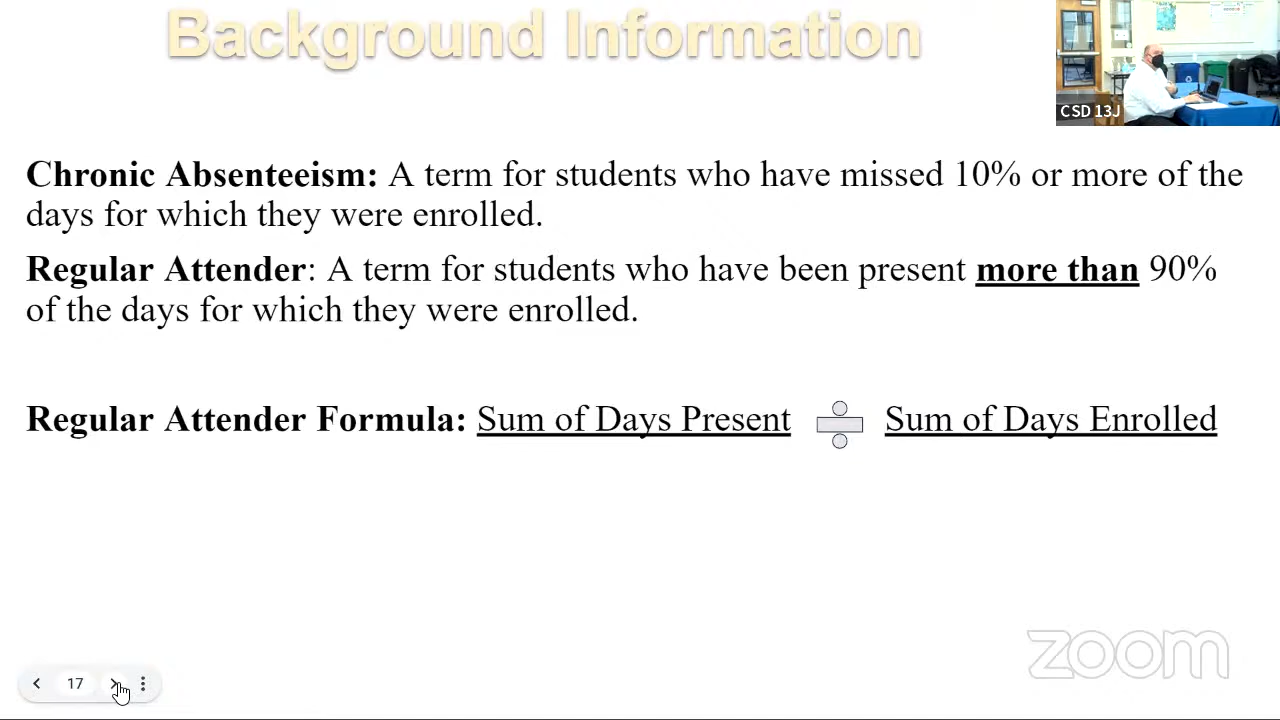 Background Information
CSD 13J
Chronic Absenteeism: A term for students who have missed 10% or more of the
days for which they were enrolled.
Regular Attender: A term for students who have been present more than 90%
of the days for which they were enrolled.
Regular Attender Formula: Sum of Days Present ÷ Sum of Days Enrolled
zoom
17